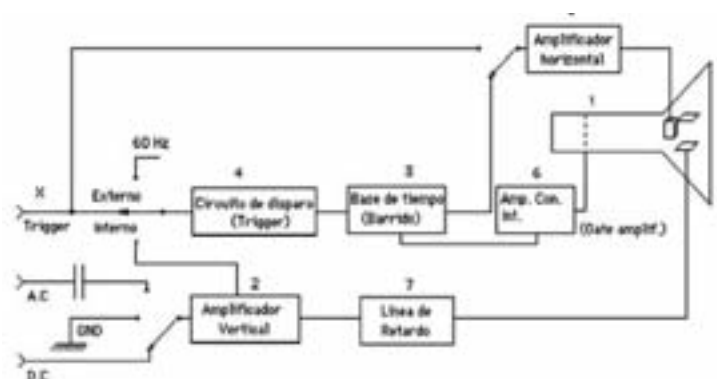 Amplificador
horizontal
1
60 Hz
X
Externo
4
3
6
Trigger
Interno
Circuito de disparo
(Trigger)
Base de tiempo
(Barrido)
Amp. Con.
Int.
(Gate amplif.)
A.C
2
7
GND
Amplificador
Vertical
Línea de
Retardo
D.C